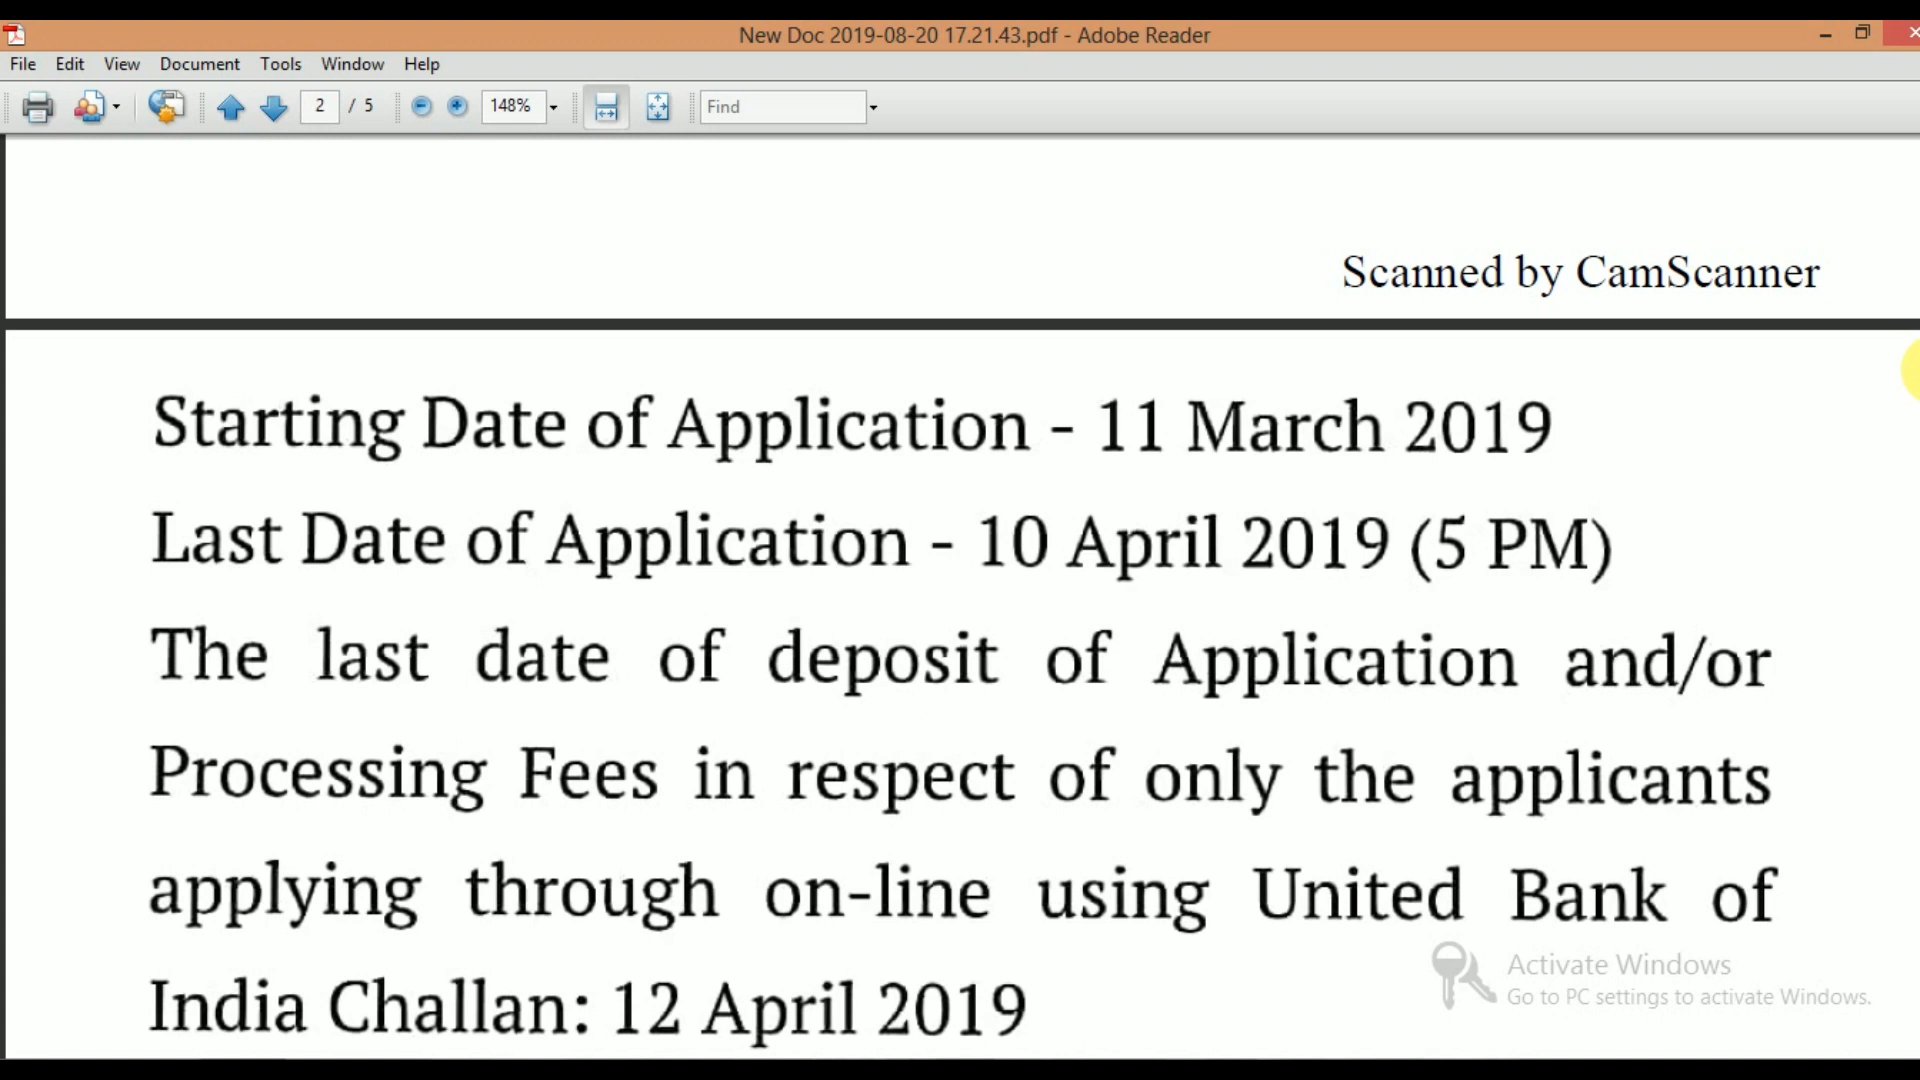 New Doc 2019-08-20 17.21.43.pdf - Adobe Reader
File Edit View Document Tools Window Help
2 / 5 148% Find
Scanned by CamScanner
Starting Date of Application - 11 March 2019
Last Date of Application - 10 April 2019 (5 PM)
The last date of deposit of Application and/or
Processing Fees in respect of only the applicants
applying through on-line using United Bank of
India Challan: 12 April 2019
Activate Windows
Go to PC settings to activate Windows.